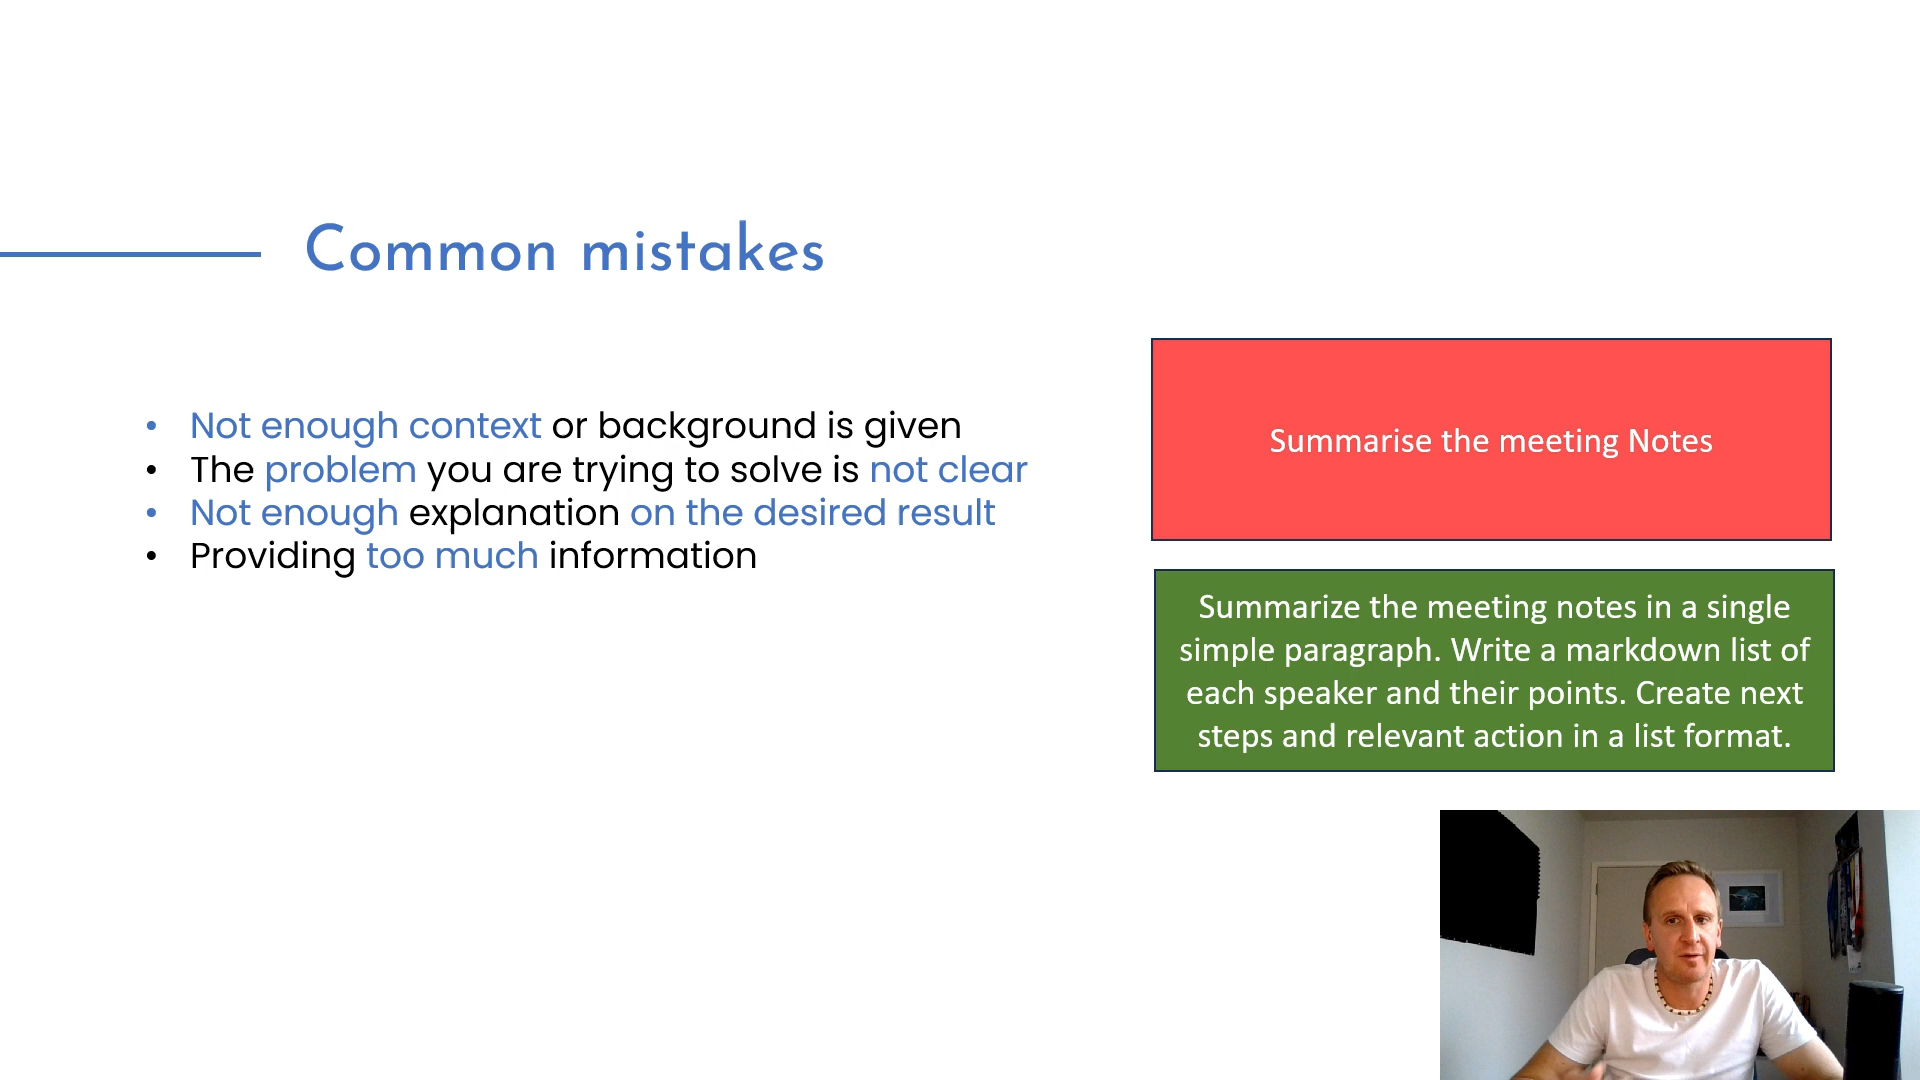 Common mistakes
• Not enough context or background is given
• The problem you are trying to solve is not clear
• Not enough explanation on the desired result
• Providing too much information
Summarise the meeting Notes
Summarize the meeting notes in a single
simple paragraph. Write a markdown list of
each speaker and their points. Create next
steps and relevant action in a list format.